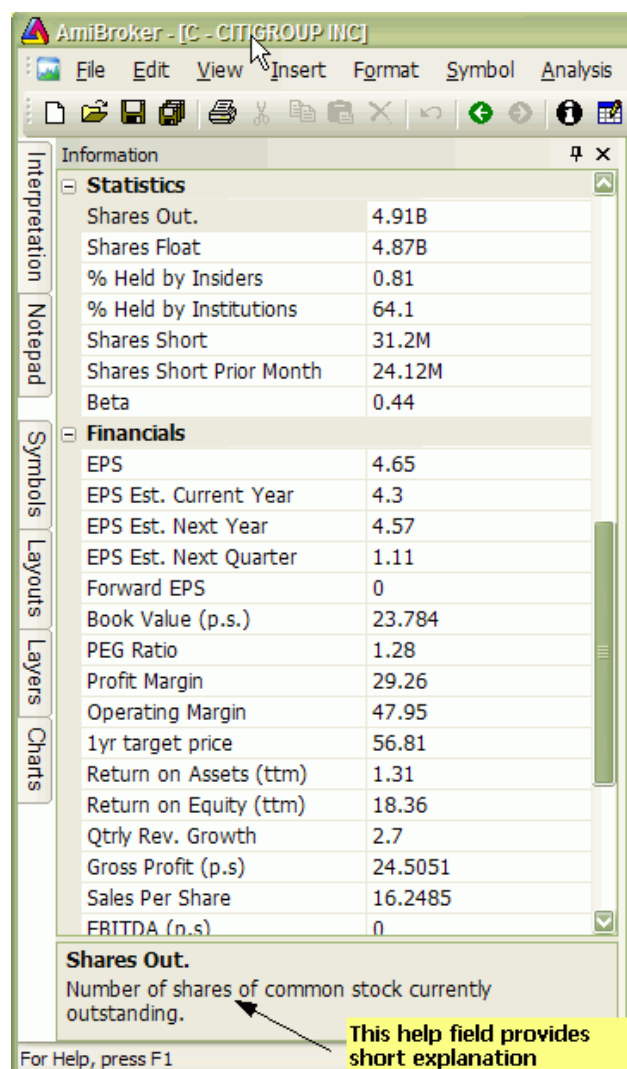 AmiBroker - [C - CITIGROUP INC]
File Edit View Insert Format Symbol Analysis
Information
Interpretation
Notepad
Symbols
Layouts
Layers
Charts
Statistics
Shares Out. 4.91B
Shares Float 4.87B
% Held by Insiders 0.81
% Held by Institutions 64.1
Shares Short 31.2M
Shares Short Prior Month 24.12M
Beta 0.44
Financials
EPS 4.65
EPS Est. Current Year 4.3
EPS Est. Next Year 4.57
EPS Est. Next Quarter 1.11
Forward EPS 0
Book Value (p.s.) 23.784
PEG Ratio 1.28
Profit Margin 29.26
Operating Margin 47.95
1yr target price 56.81
Return on Assets (ttm) 1.31
Return on Equity (ttm) 18.36
Qtrly Rev. Growth 2.7
Gross Profit (p.s) 24.5051
Sales Per Share 16.2485
EBITDA (p.s) 0
Shares Out.
Number of shares of common stock currently
outstanding.
This help field provides
short explanation
For Help, press F1